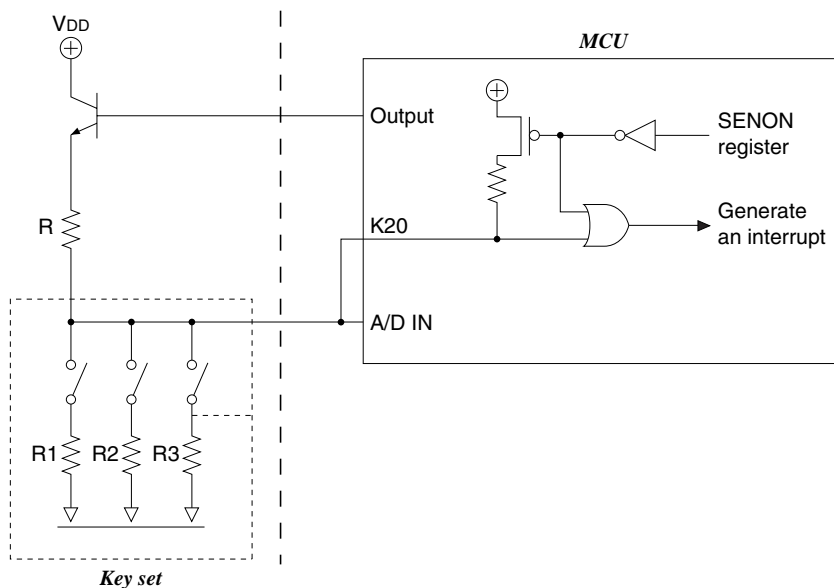 VDD
MCU
Output
SENON
register
R
K20
Generate
an interrupt
A/D IN
R1
R2
R3
Key set